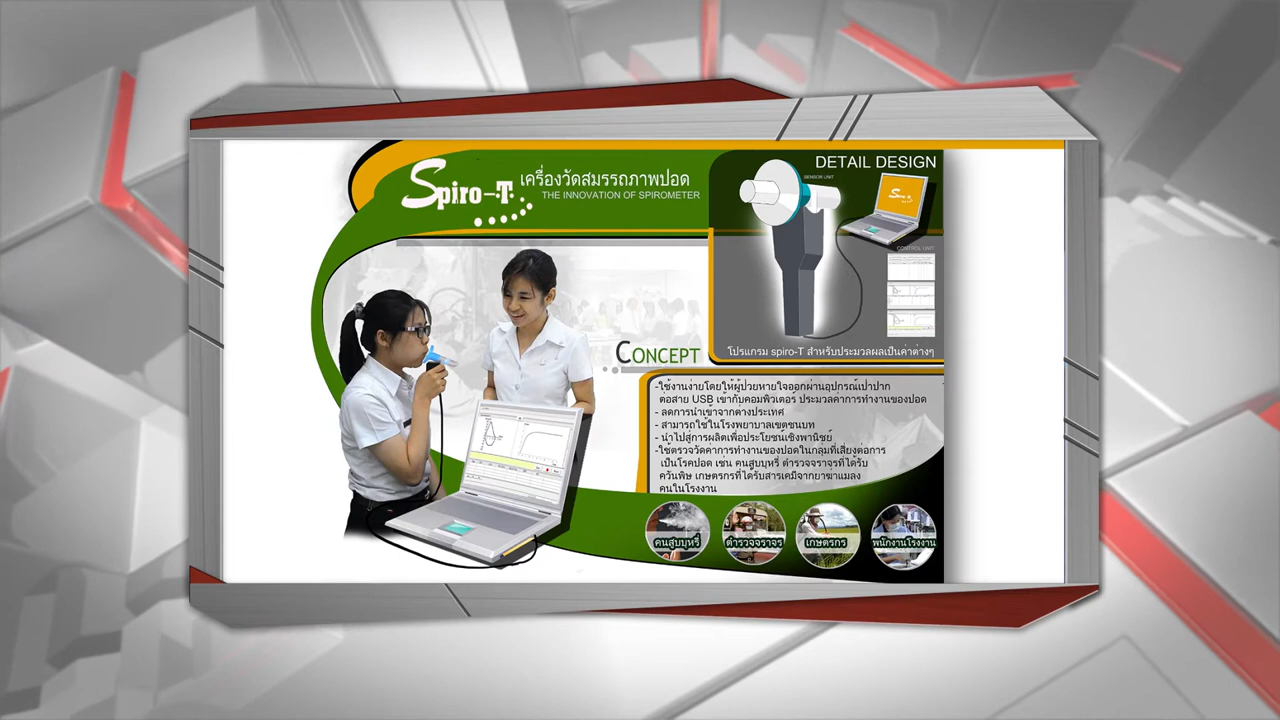 Spiro-T
เครื่องวัดสมรรถภาพปอด
THE INNOVATION OF SPIROMETER
DETAIL DESIGN
SENSOR UNIT
Spiro-T
CONTROL UNIT
โปรแกรม spiro-T สำหรับประมวลผลเป็นค่าต่างๆ
CONCEPT
-ใช้งานง่ายโดยให้ผู้ป่วยหายใจออกผ่านอุปกรณ์เป่าปาก
ต่อสาย USB เข้ากับคอมพิวเตอร์ ประมวลค่าการทำงานของปอด
- ลดการนำเข้าจากต่างประเทศ
- สามารถใช้ในโรงพยาบาลเขตชนบท
- นำไปสู่การผลิตเพื่อประโยชน์เชิงพานิชย์
-ใช้ตรวจวัดค่าการทำงานของปอดในกลุ่มที่เสี่ยงต่อการ
เป็นโรคปอด เช่น คนสูบบุหรี่ ตำรวจจราจรที่ได้รับ
ควันพิษ เกษตรกรที่ได้รับสารเคมีจากยาฆ่าแมลง
คนในโรงงาน
คนสูบบุหรี่
ตำรวจจราจร
เกษตรกร
พนักงานโรงงาน